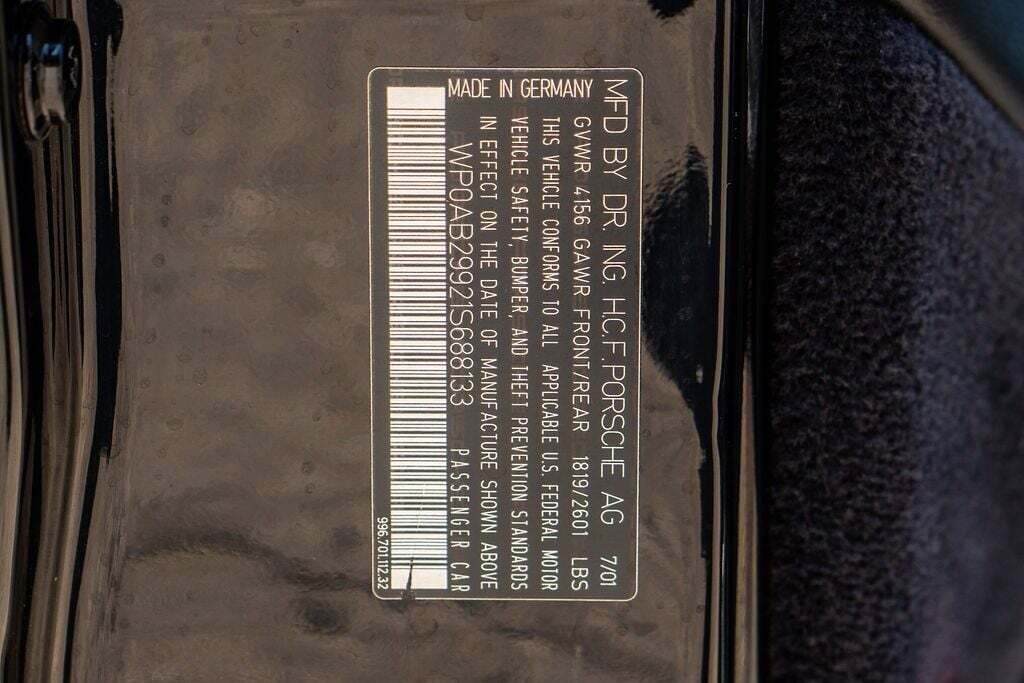 MFD BY DR. ING. H.C.F. PORSCHE AG 7/01
GVWR 4156 GAWR FRONT/REAR 1819/2601 LBS
THIS VEHICLE CONFORMS TO ALL APPLICABLE U.S. FEDERAL MOTOR
VEHICLE SAFETY, BUMPER, AND THEFT PREVENTION STANDARDS
IN EFFECT ON THE DATE OF MANUFACTURE SHOWN ABOVE
WP0AB29921S688133 PASSENGER CAR
MADE IN GERMANY
996.701.112.32